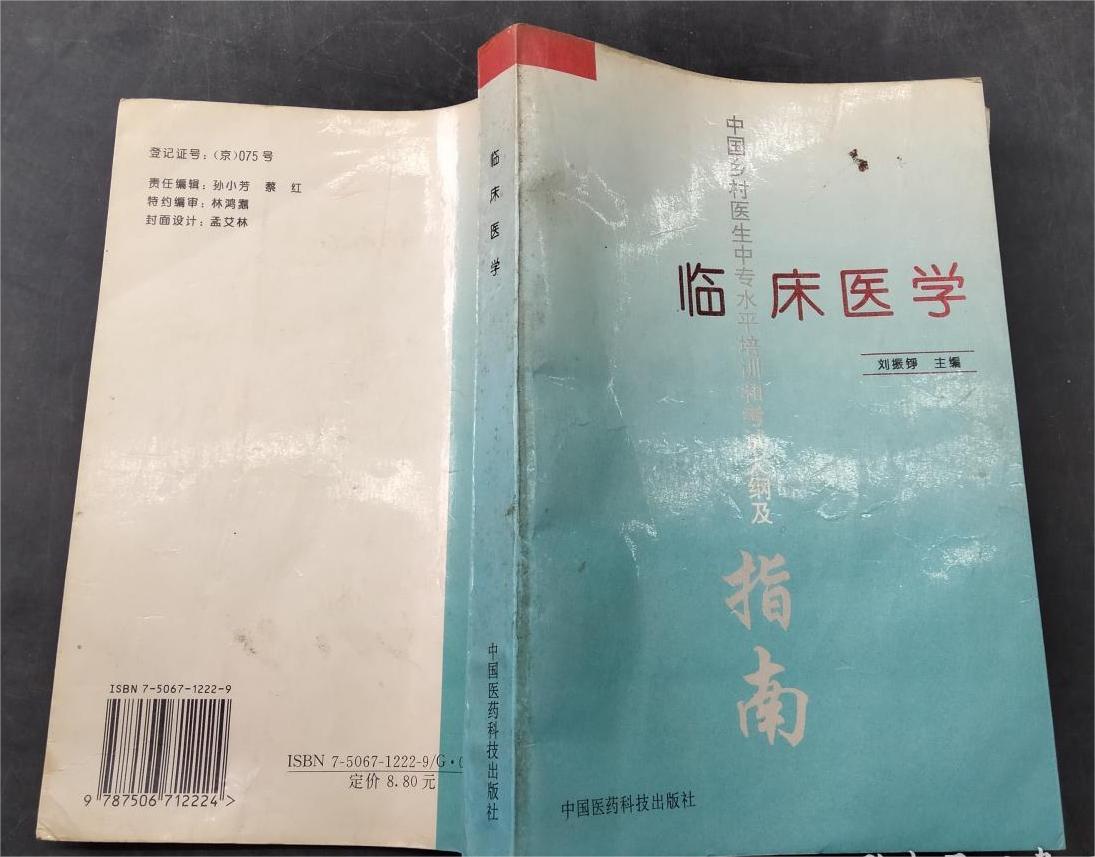 登记证号：(京)075号
责任编辑：孙小芳 蔡 红
特约编审：林鸿鸁
封面设计：孟艾林
ISBN 7-5067-1222-9
9 787506 712224 >
ISBN 7-5067-1222-9/G·0
定价 8.80元
临床医学
中国医药科技出版社
中国乡村医生中专水平培训和考试大纲及
指南
临床医学
刘振铮 主编
中国医药科技出版社